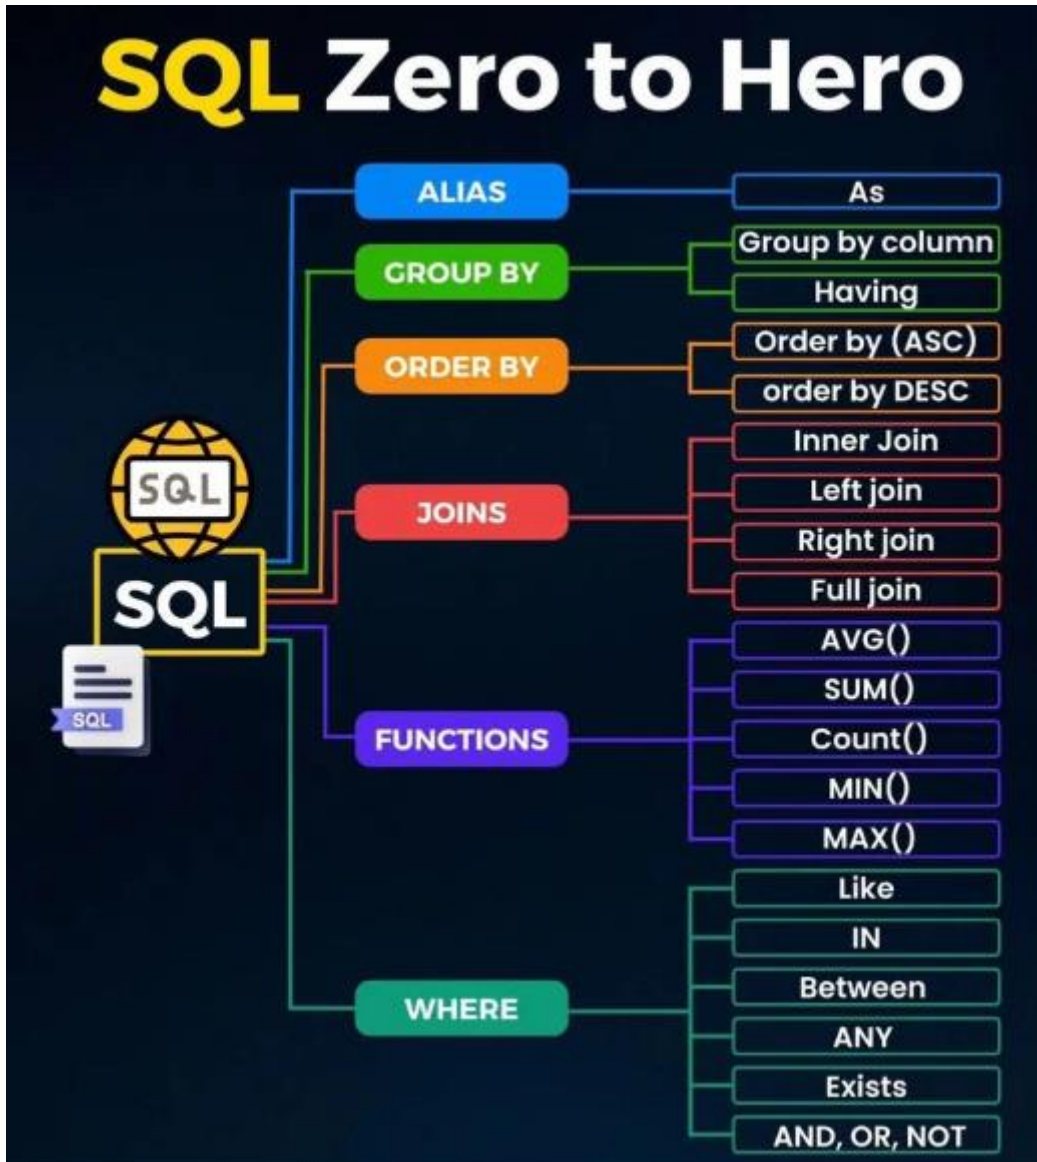 SQL Zero to Hero
ALIAS
As
GROUP BY
Group by column
Having
ORDER BY
Order by (ASC)
order by DESC
JOINS
Inner Join
Left join
Right join
Full join
SQL
SQL
SQL
FUNCTIONS
AVG()
SUM()
Count()
MIN()
MAX()
WHERE
Like
IN
Between
ANY
Exists
AND, OR, NOT